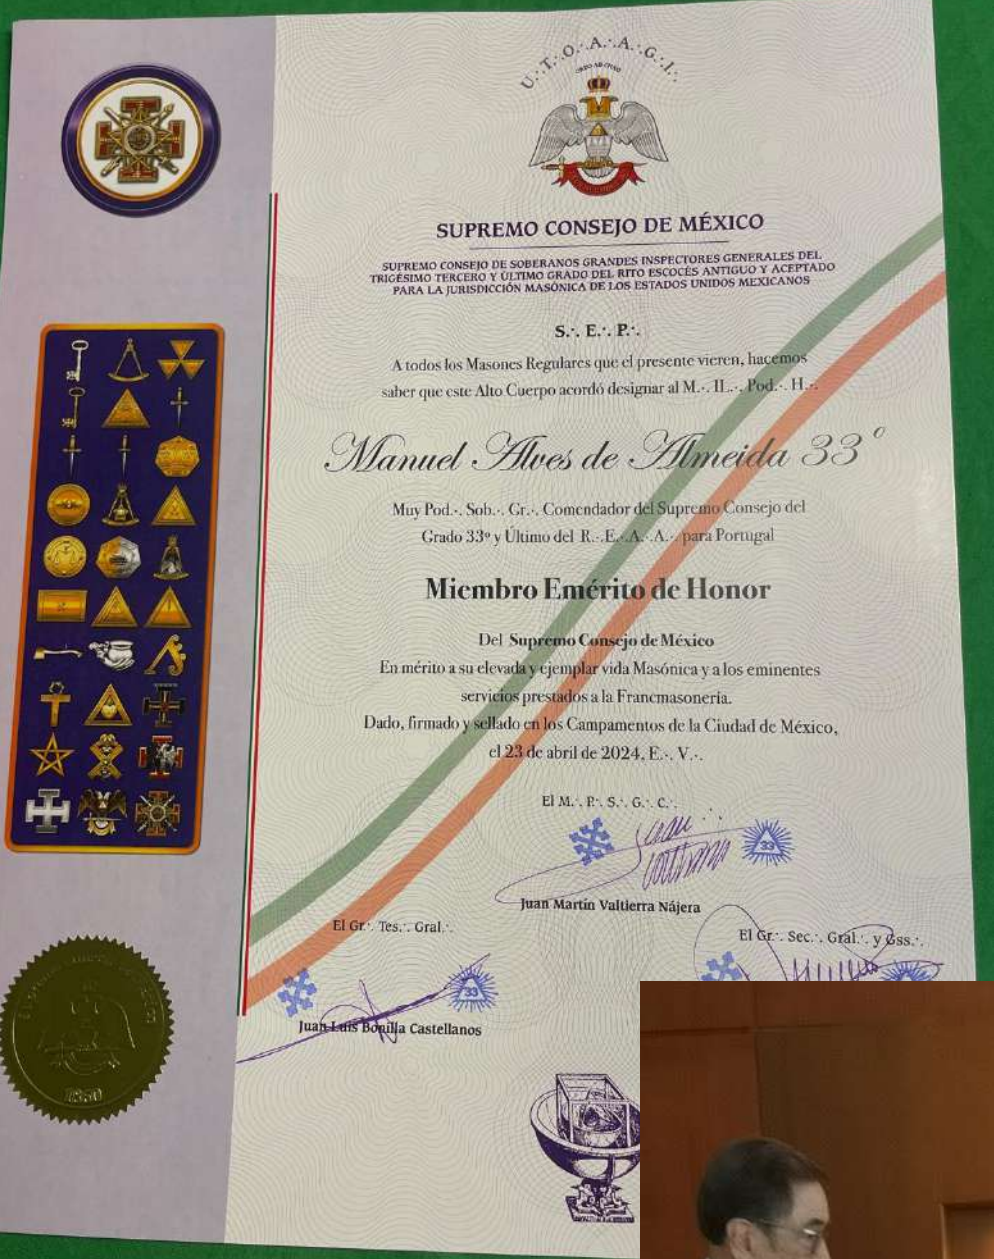 U∴T∴O∴A∴A∴G∴I∴
SUPREMO CONSEJO DE MÉXICO
SUPREMO CONSEJO DE SOBERANOS GRANDES INSPECTORES GENERALES DEL
TRIGÉSIMO TERCERO Y ÚLTIMO GRADO DEL RITO ESCOCÉS ANTIGUO Y ACEPTADO
PARA LA JURISDICCIÓN MASÓNICA DE LOS ESTADOS UNIDOS MEXICANOS
S∴ E∴ P∴
A todos los Masones Regulares que el presente vieren, hacemos
saber que este Alto Cuerpo acordó designar al M∴ IL∴ Pod∴ H∴
Manuel Alves de Almeida 33°
Muy Pod∴ Sob∴ Gr∴ Comendador del Supremo Consejo del
Grado 33º y Último del R∴E∴A∴A∴ para Portugal
Miembro Emérito de Honor
Del Supremo Consejo de México
En mérito a su elevada y ejemplar vida Masónica y a los eminentes
servicios prestados a la Francmasonería.
Dado, firmado y sellado en los Campamentos de la Ciudad de México,
el 23 de abril de 2024, E∴ V∴
El M∴ P∴ S∴ G∴ C∴
33
Juan Martín Valtierra Nájera
El Gr∴ Tes∴ Gral∴
El Gr∴ Sec∴ Gral∴ y Gss∴
33
Juan Luis Bonilla Castellanos